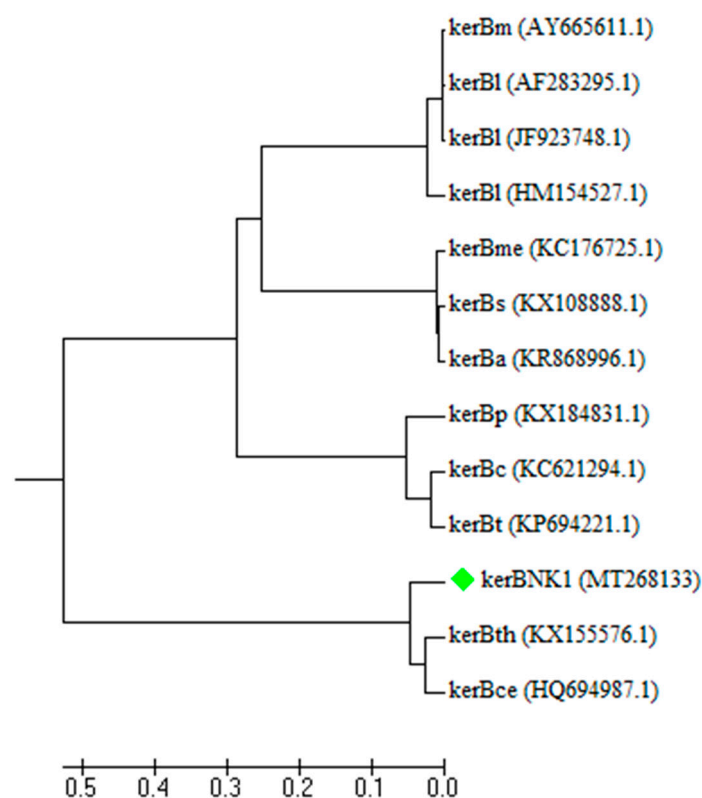 kerBm (AY665611.1)
kerBl (AF283295.1)
kerBl (JF923748.1)
kerBl (HM154527.1)
kerBme (KC176725.1)
kerBs (KX108888.1)
kerBa (KR868996.1)
kerBp (KX184831.1)
kerBc (KC621294.1)
kerBt (KP694221.1)
kerBNK1 (MT268133)
kerBth (KX155576.1)
kerBce (HQ694987.1)
0.5 0.4 0.3 0.2 0.1 0.0